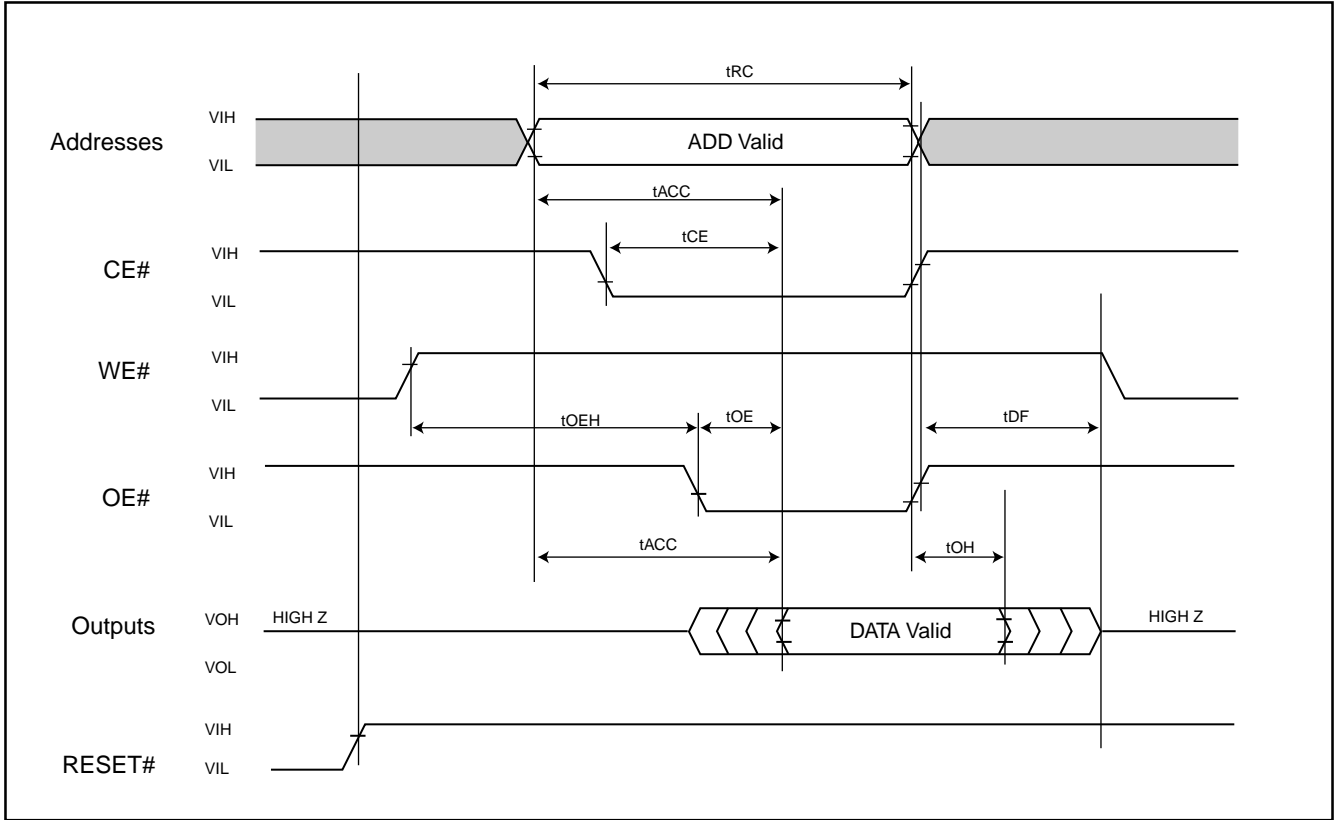 tRC
VIH
Addresses
ADD Valid
VIL
tACC
tCE
VIH
CE#
VIL
VIH
WE#
VIL
tOEH
tOE
tDF
VIH
OE#
VIL
tACC
tOH
VOH
HIGH Z
Outputs
DATA Valid
HIGH Z
VOL
VIH
RESET#
VIL